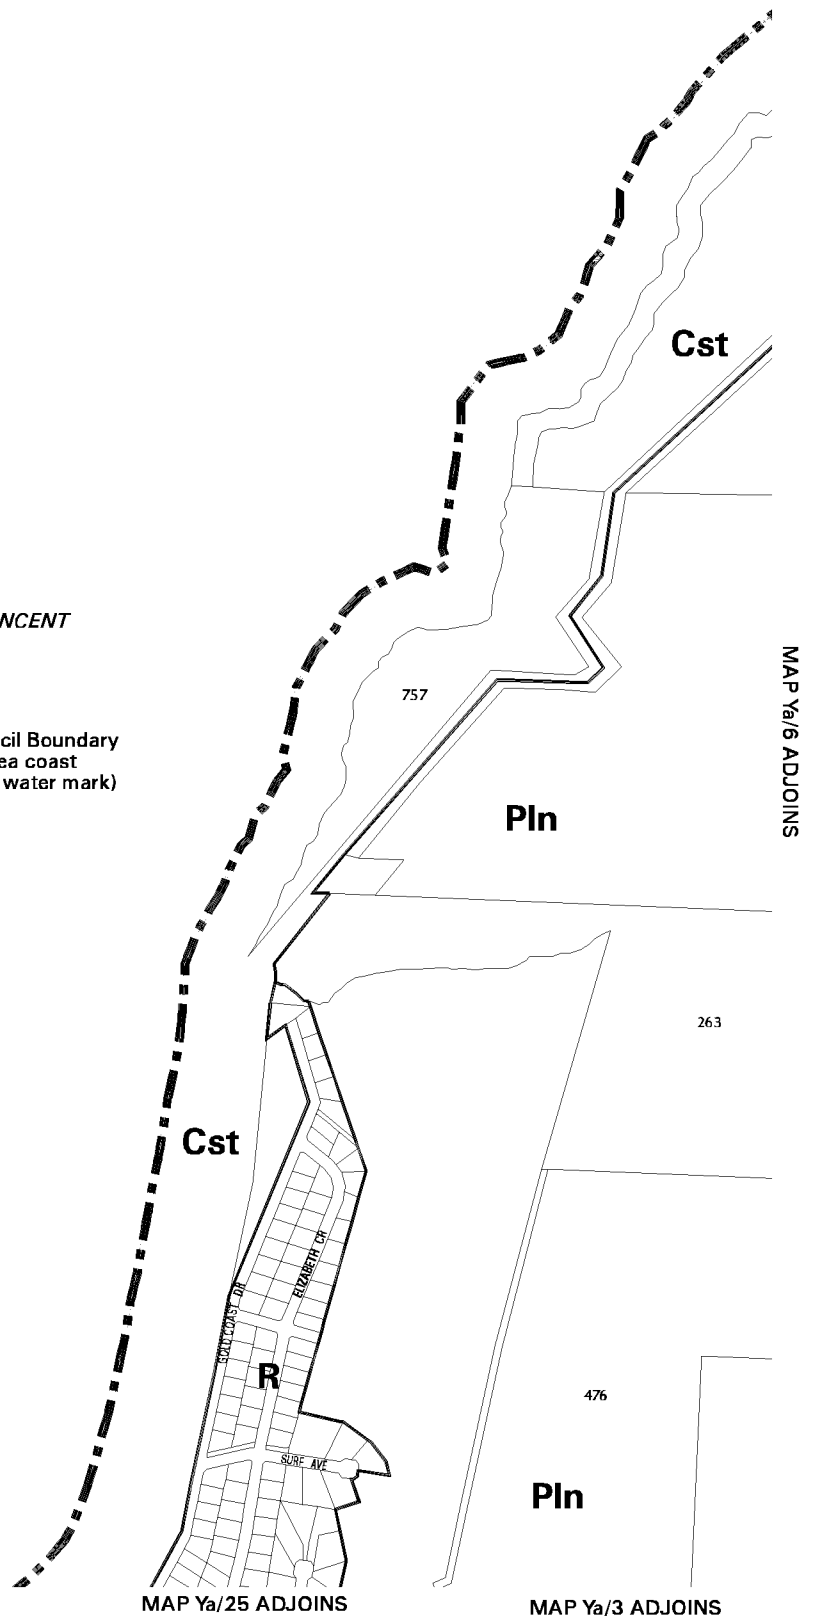 Cst
NCENT
757
MAP Ya/6 ADJOINS
cil Boundary
ea coast
water mark)
Pln
263
Cst
ELIZABETH CR
GOLD COAST DR
R
476
SURF AVE
Pln
MAP Ya/25 ADJOINS
MAP Ya/3 ADJOINS